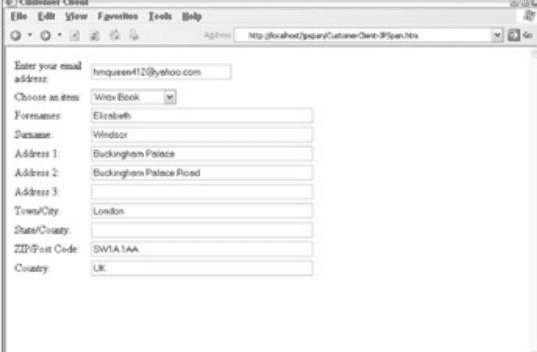 Customer Client
File Edit View Favorites Tools Help
Address http://localhost/jpspan/CustomerClient-JPSpan.htm Go
Enter your email
address: hmqueen412@yahoo.com
Choose an item: Wrox Book
Forenames: Elizabeth
Surname: Windsor
Address 1: Buckingham Palace
Address 2: Buckingham Palace Road
Address 3:
Town/City: London
State/County:
ZIP/Post Code: SW1A 1AA
Country: UK